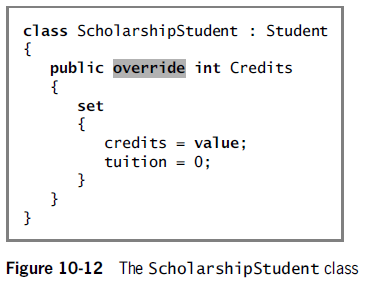 class ScholarshipStudent : Student
{
public override int Credits
{
set
{
credits = value;
tuition = 0;
}
}
}
Figure 10-12 The ScholarshipStudent class